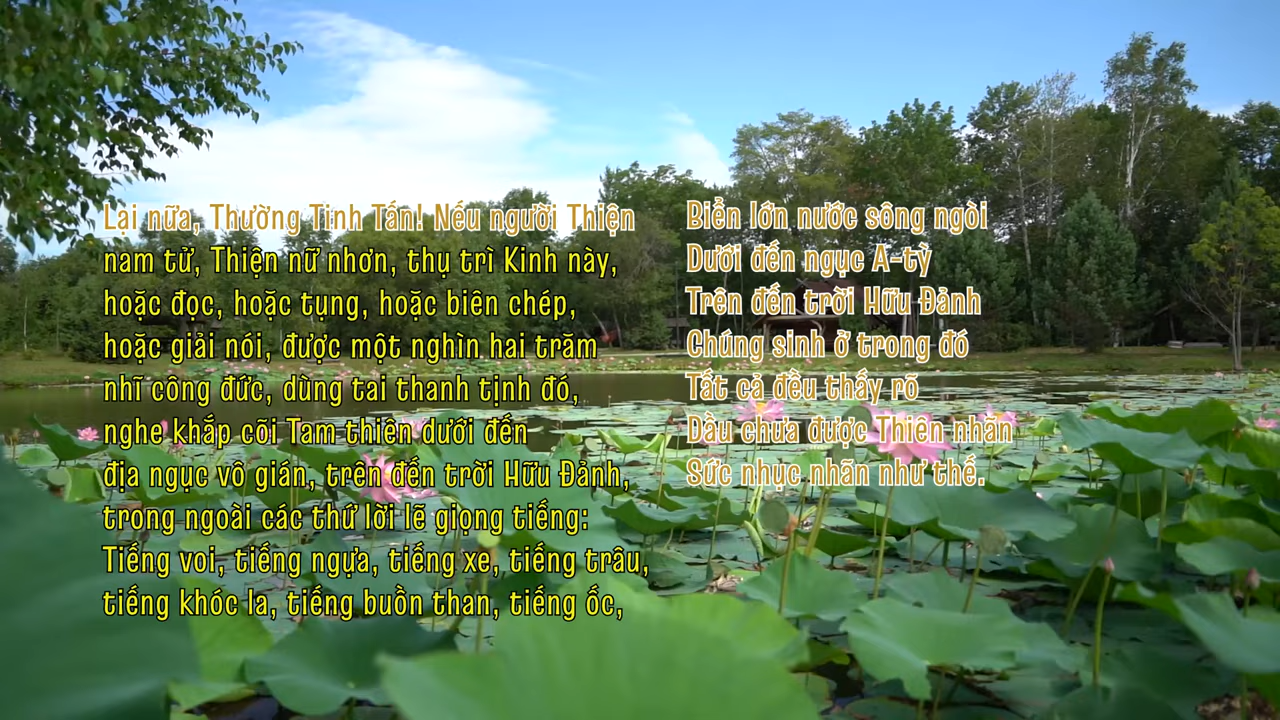 Lại nữa, Thường Tinh Tấn! Nếu người Thiện
nam tử, Thiện nữ nhơn, thụ trì Kinh này,
hoặc đọc, hoặc tụng, hoặc biên chép,
hoặc giải nói, được một nghìn hai trăm
nhĩ công đức, dùng tai thanh tịnh đó,
nghe khắp cõi Tam thiên dưới đến
địa ngục vô gián, trên đến trời Hữu Đảnh,
trong ngoài các thứ lời lẽ giọng tiếng:
Tiếng voi, tiếng ngựa, tiếng xe, tiếng trâu,
tiếng khóc la, tiếng buồn than, tiếng ốc,
Biển lớn nước sông ngòi
Dưới đến ngục A-tỳ
Trên đến trời Hữu Đảnh
Chúng sinh ở trong đó
Tất cả đều thấy rõ
Dầu chưa được Thiên nhãn
Sức nhục nhãn như thế.